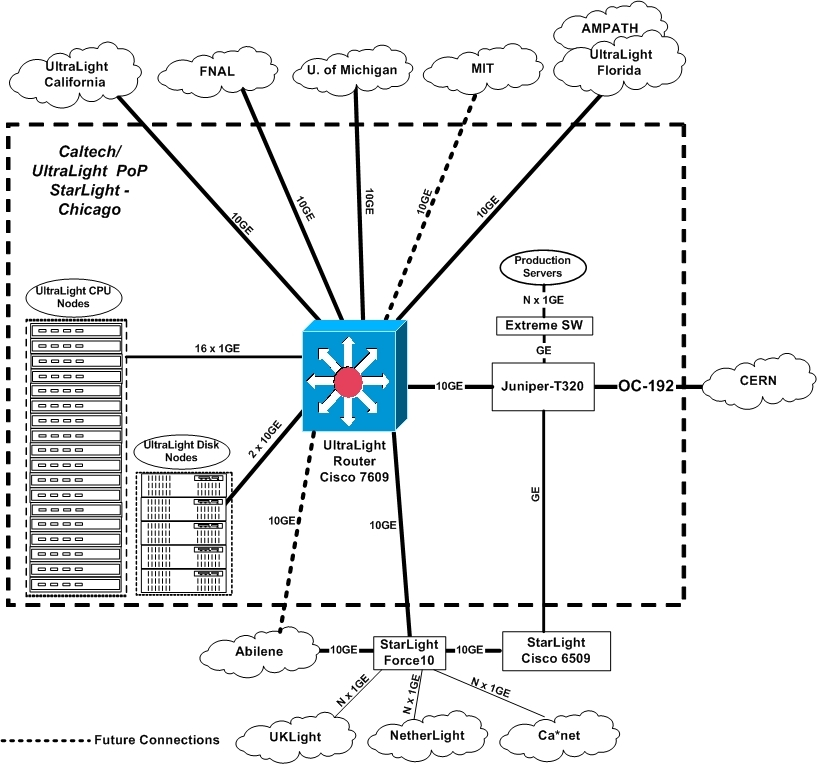 AMPATH
UltraLight
California
FNAL
U. of Michigan
MIT
UltraLight
Florida
Caltech/
UltraLight PoP
StarLight -
Chicago
10GE
10GE
10GE
10GE
10GE
Production
Servers
N x 1GE
Extreme SW
GE
UltraLight CPU
Nodes
16 x 1GE
10GE
Juniper-T320
OC-192
CERN
UltraLight Disk
Nodes
2 x 10GE
UltraLight
Router
Cisco 7609
10GE
10GE
GE
Abilene
10GE
StarLight
Force10
10GE
StarLight
Cisco 6509
N x 1GE
N x 1GE
N x 1GE
UKLight
NetherLight
Ca*net
Future Connections